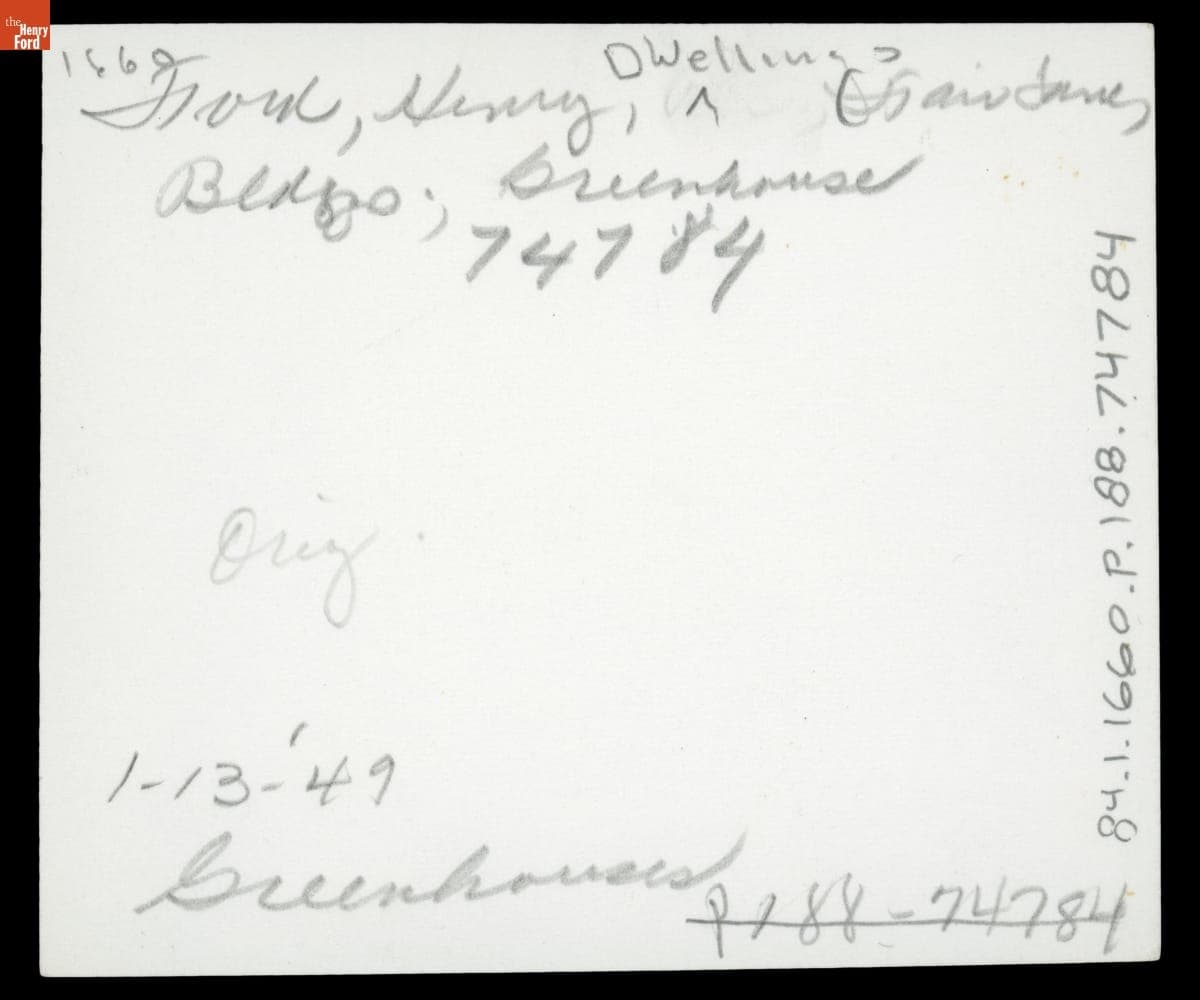 the
Henry
Ford
1660
Dwellings
Ford, Henry, ^ (Fair Lane,
Bldgs., Greenhouse
74784
Orig.
1-13-'49
Greenhouses
P188-74784
84.1.1660.P.188.74784